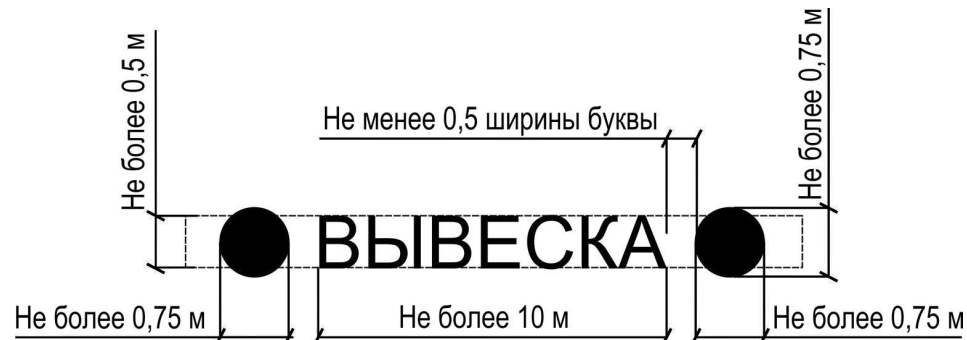 Не более 0,5 м
Не более 0,75 м
Не менее 0,5 ширины буквы
ВЫВЕСКА
Не более 0,75 м
Не более 10 м
Не более 0,75 м